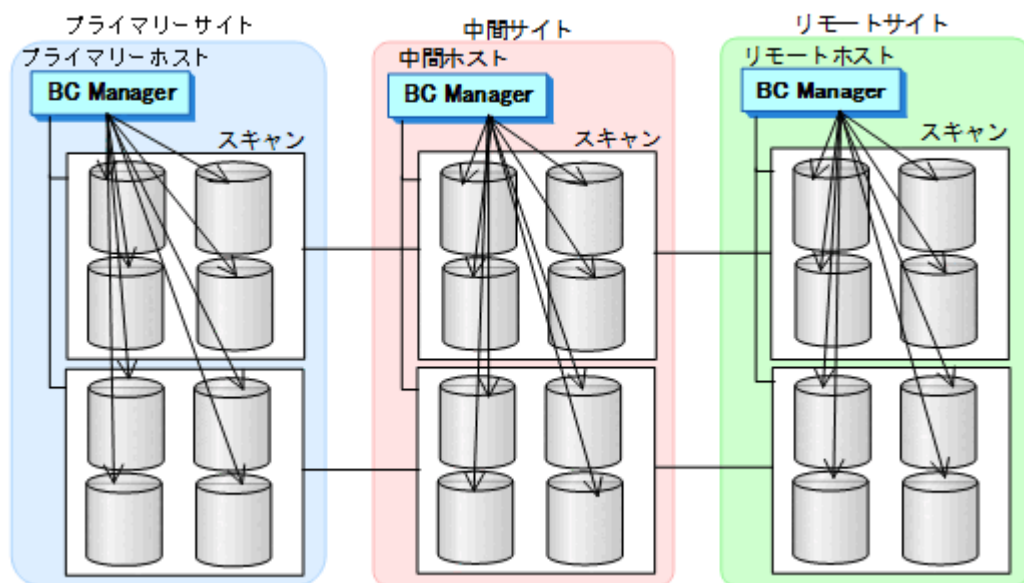 プライマリーサイト
中間サイト
リモートサイト
プライマリーホスト
中間ホスト
リモートホスト
BC Manager
BC Manager
BC Manager
スキャン
スキャン
スキャン